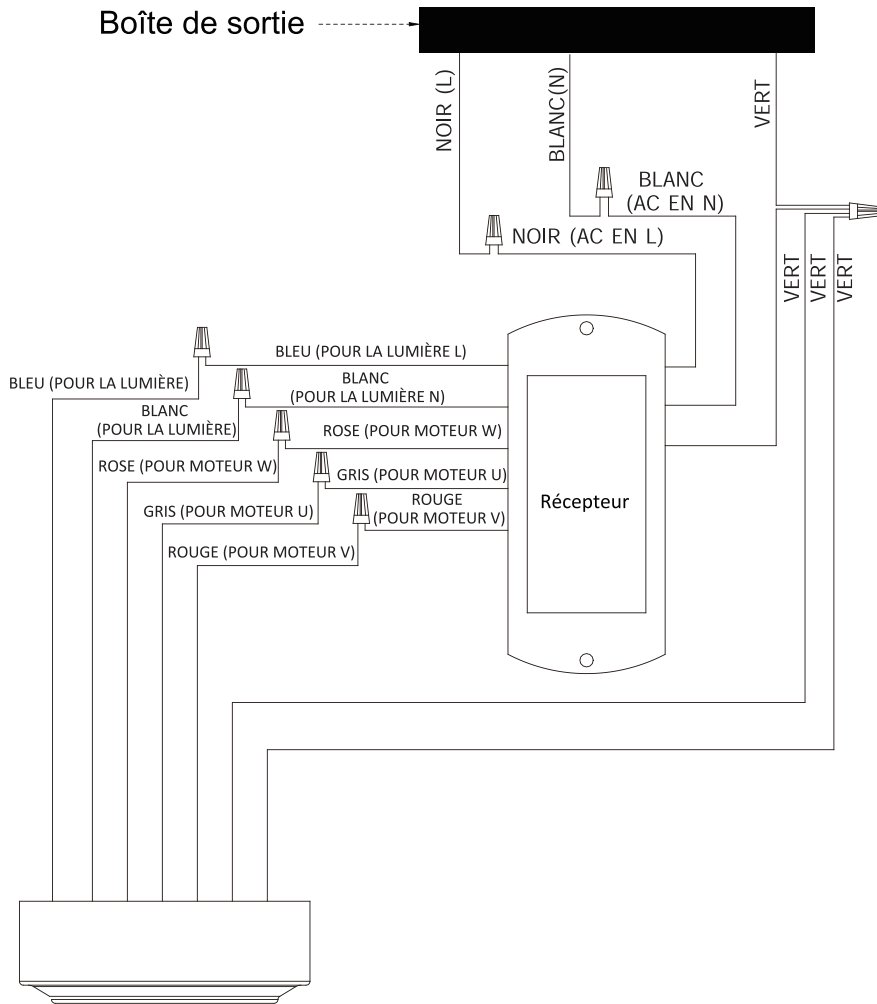 Boîte de sortie
NOIR (L)
BLANC(N)
VERT
BLANC
(AC EN N)
NOIR (AC EN L)
VERT
VERT
VERT
BLEU (POUR LA LUMIÈRE L)
BLEU (POUR LA LUMIÈRE)
BLANC
(POUR LA LUMIÈRE N)
BLANC
(POUR LA LUMIÈRE)
ROSE (POUR MOTEUR W)
ROSE (POUR MOTEUR W)
GRIS (POUR MOTEUR U)
ROUGE
(POUR MOTEUR V)
GRIS (POUR MOTEUR U)
ROUGE (POUR MOTEUR V)
Récepteur